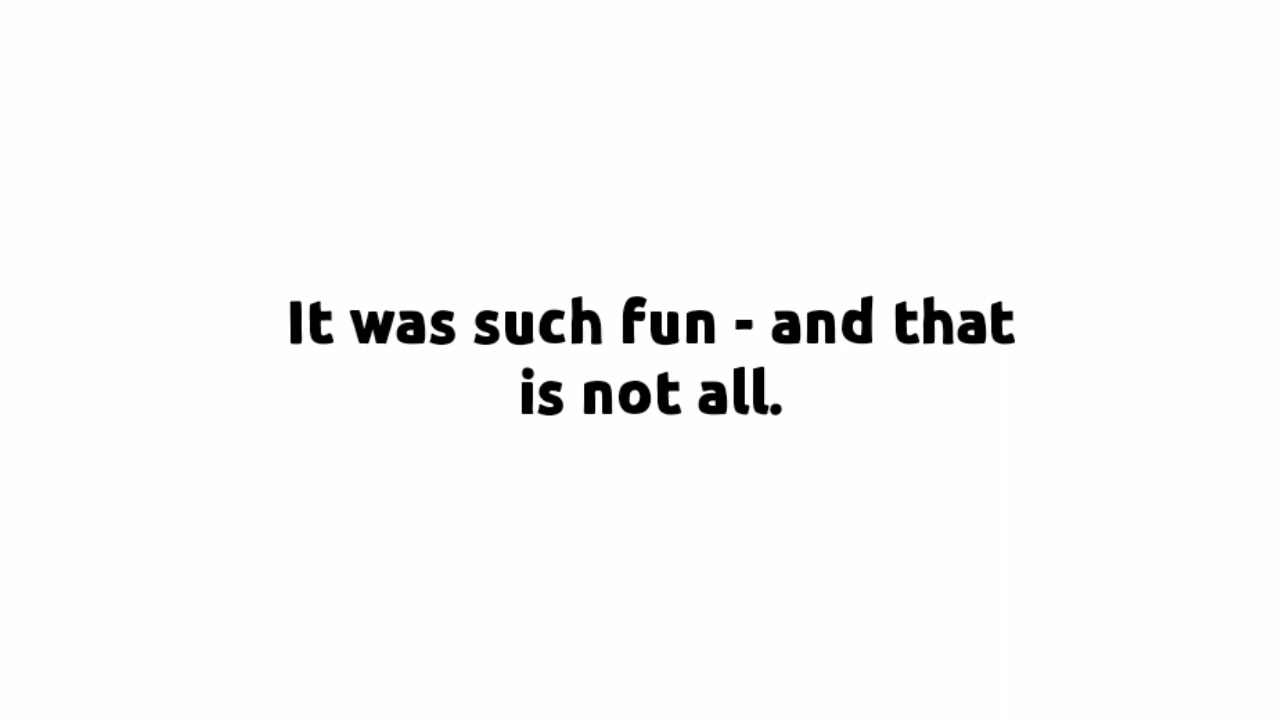 It was such fun - and that
is not all.